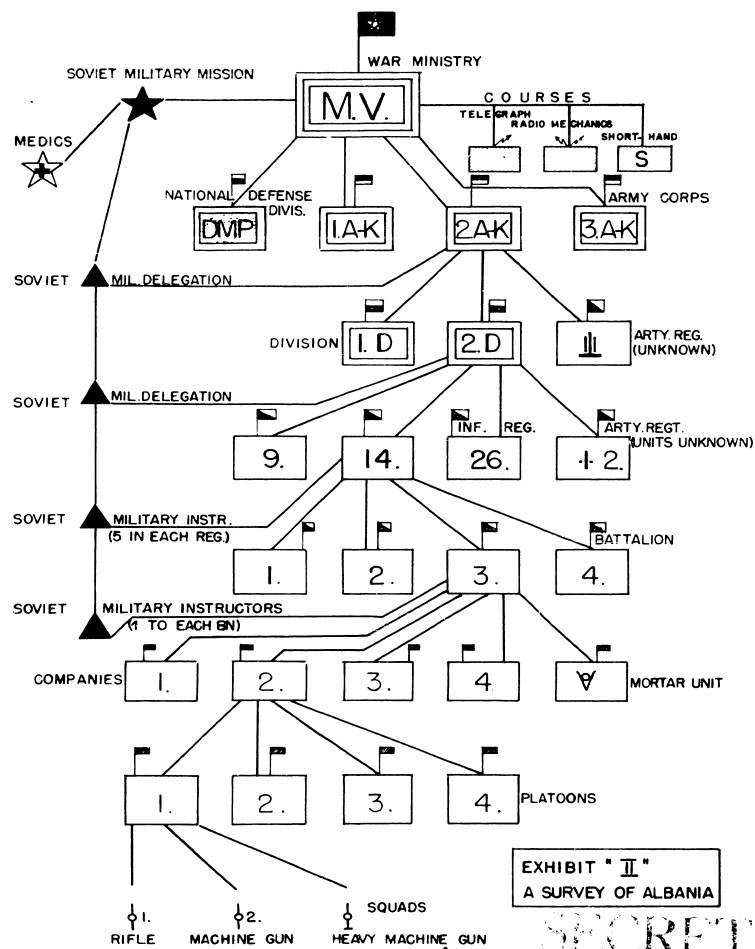 WAR MINISTRY
SOVIET MILITARY MISSION
M.V.
COURSES
TELEGRAPH
RADIO MECHANICS
SHORT-HAND
S
MEDICS
NATIONAL DEFENSE
DIVIS.
ARMY CORPS
DMP
1.A-K
2.A-K
3.A-K
SOVIET MIL. DELEGATION
DIVISION
1. D
2. D
ARTY. REG.
(UNKNOWN)
SOVIET MIL. DELEGATION
INF. REG.
ARTY. REGT.
(UNITS UNKNOWN)
9.
14.
26.
1 2.
SOVIET MILITARY INSTR.
(5 IN EACH REG.)
BATTALION
1.
2.
3.
4.
SOVIET MILITARY INSTRUCTORS
(1 TO EACH BN)
COMPANIES
1.
2.
3.
4.
MORTAR UNIT
1.
2.
3.
4.
PLATOONS
EXHIBIT "II"
A SURVEY OF ALBANIA
1.
2.
SQUADS
RIFLE
MACHINE GUN
HEAVY MACHINE GUN
SECRET